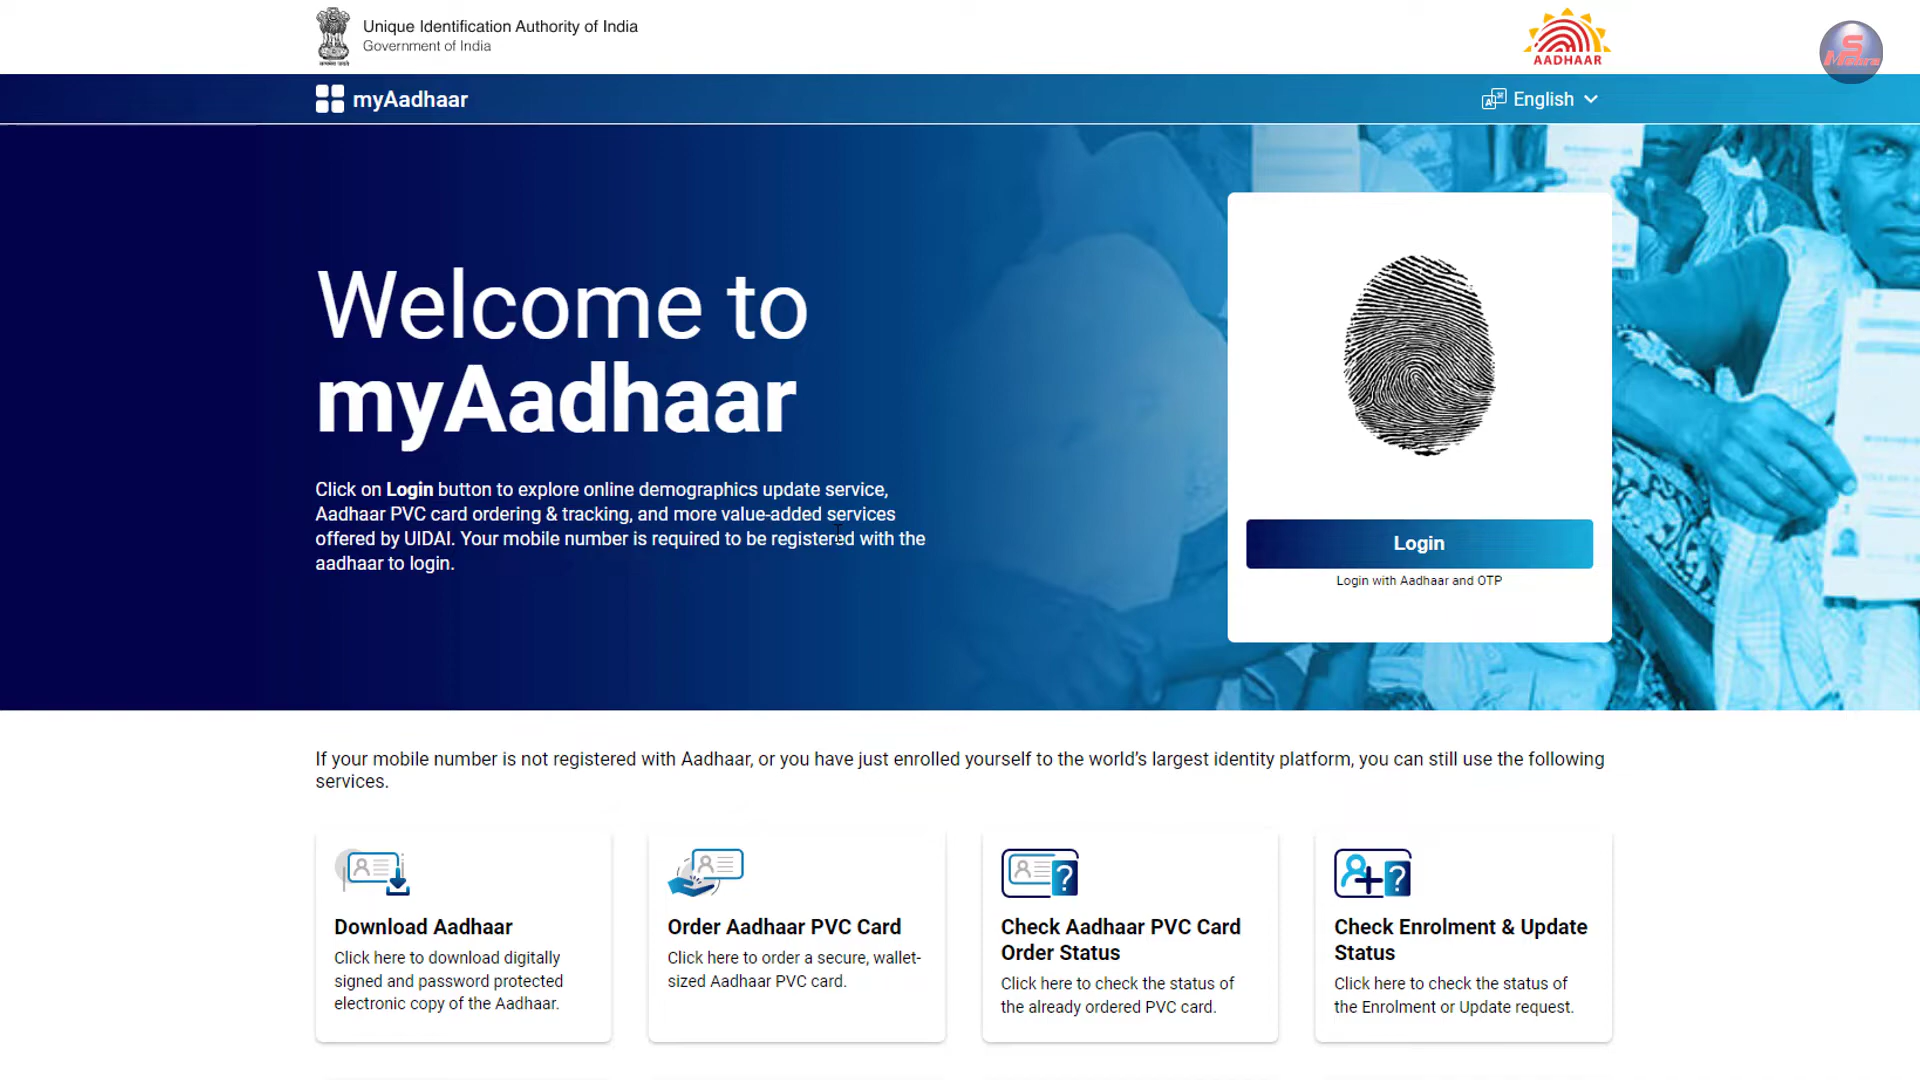 Unique Identification Authority of India
Government of India
AADHAAR
S
Mehra
myAadhaar
English
Welcome to
myAadhaar
Click on Login button to explore online demographics update service,
Aadhaar PVC card ordering & tracking, and more value-added services
offered by UIDAI. Your mobile number is required to be registered with the
aadhaar to login.
Login
Login with Aadhaar and OTP
If your mobile number is not registered with Aadhaar, or you have just enrolled yourself to the world’s largest identity platform, you can still use the following
services.
Download Aadhaar
Click here to download digitally
signed and password protected
electronic copy of the Aadhaar.
Order Aadhaar PVC Card
Click here to order a secure, wallet-
sized Aadhaar PVC card.
Check Aadhaar PVC Card
Order Status
Click here to check the status of
the already ordered PVC card.
Check Enrolment & Update
Status
Click here to check the status of
the Enrolment or Update request.